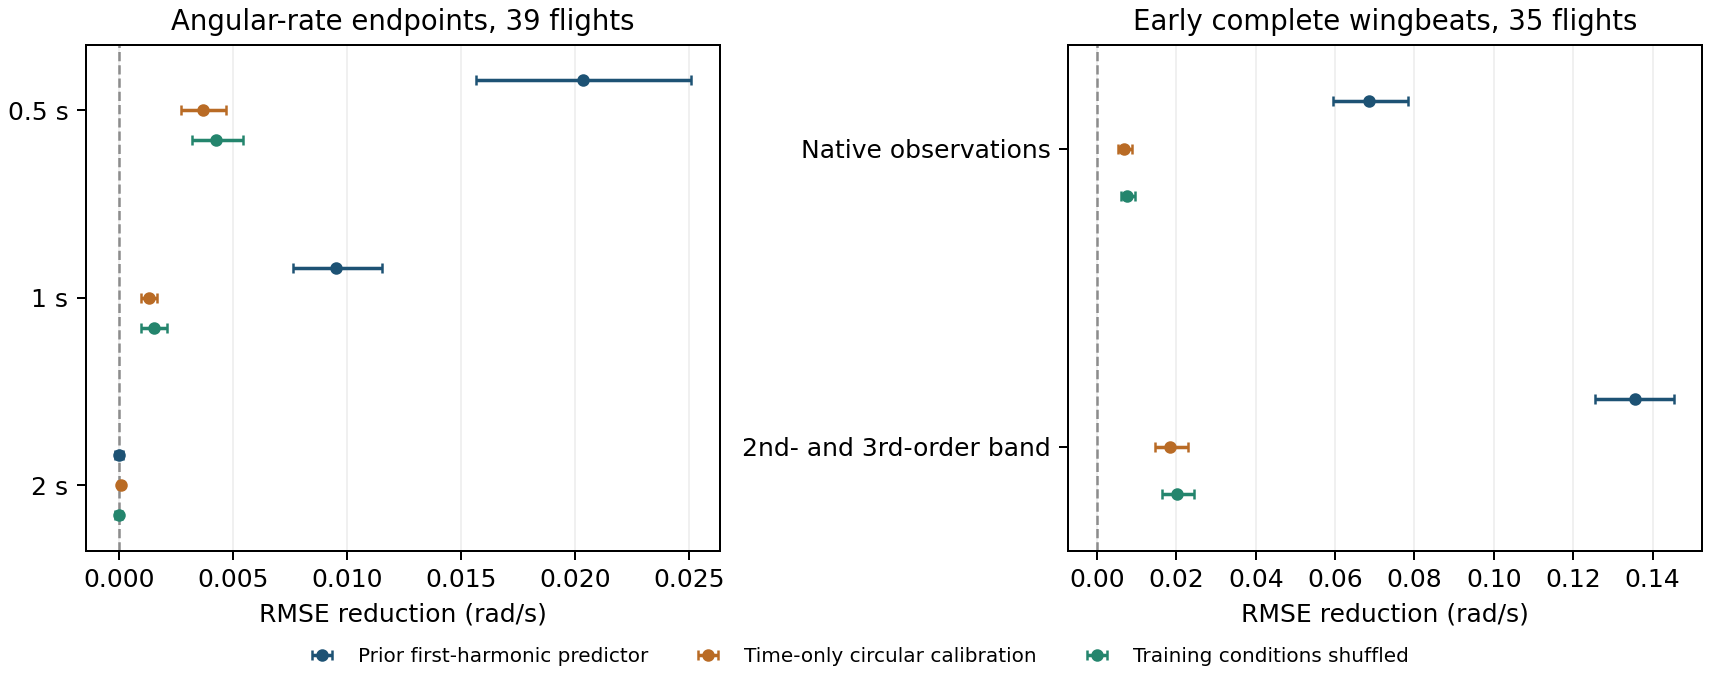 Angular-rate endpoints, 39 flights
0.5 s
1 s
2 s
0.000 0.005 0.010 0.015 0.020 0.025
RMSE reduction (rad/s)
Early complete wingbeats, 35 flights
Native observations
2nd- and 3rd-order band
0.00 0.02 0.04 0.06 0.08 0.10 0.12 0.14
RMSE reduction (rad/s)
Prior first-harmonic predictor Time-only circular calibration Training conditions shuffled